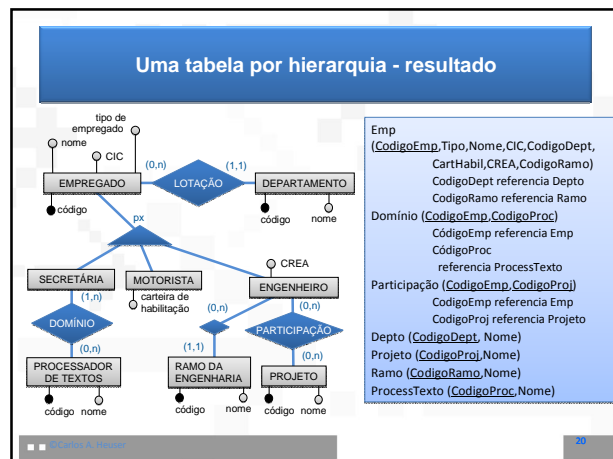 Uma tabela por hierarquia - resultado
tipo de
empregado
nome
CIC
(0,n)
(1,1)
EMPREGADO
LOTAÇÃO
DEPARTAMENTO
código
código
nome
px
CREA
SECRETÁRIA
MOTORISTA
ENGENHEIRO
carteira de
habilitação
(1,n)
(0,n)
(0,n)
DOMÍNIO
PARTICIPAÇÃO
(0,n)
(1,1)
(0,n)
PROCESSADOR
DE TEXTOS
RAMO DA
ENGENHARIA
PROJETO
código
nome
código
nome
código
nome
Emp
(CodigoEmp,Tipo,Nome,CIC,CodigoDept,
CartHabil,CREA,CodigoRamo)
CodigoDept referencia Depto
CodigoRamo referencia Ramo
Domínio (CodigoEmp,CodigoProc)
CódigoEmp referencia Emp
CódigoProc
referencia ProcessTexto
Participação (CodigoEmp,CodigoProj)
CodigoEmp referencia Emp
CodigoProj referencia Projeto
Depto (CodigoDept, Nome)
Projeto (CodigoProj,Nome)
Ramo (CodigoRamo,Nome)
ProcessTexto (CodigoProc,Nome)
©Carlos A. Heuser
20